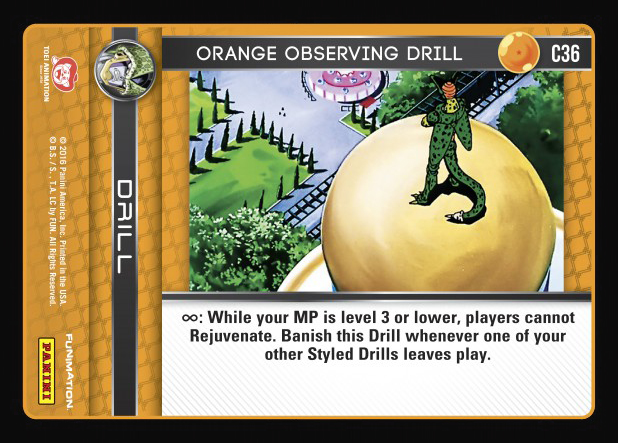 ORANGE OBSERVING DRILL
C36
∞: While your MP is level 3 or lower, players cannot
Rejuvenate. Banish this Drill whenever one of your
other Styled Drills leaves play.
DRILL
TOEI ANIMATION
© 2016 Panini America, Inc. Printed in the USA.
© B.S./S., T.A. LC by FUN. All Rights Reserved.
FUNIMATION
PANINI